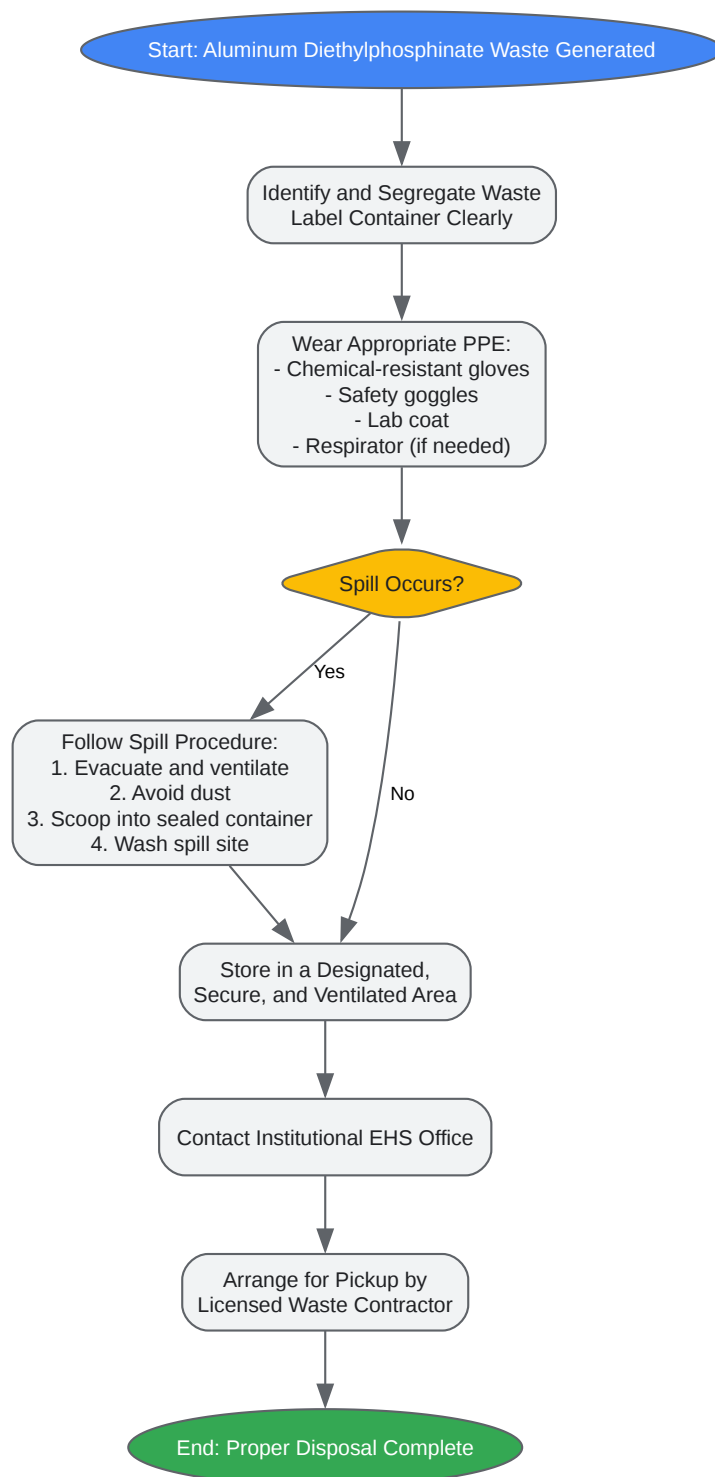 Start: Aluminum Diethylphosphinate Waste Generated
Identify and Segregate Waste
Label Container Clearly
Wear Appropriate PPE:
- Chemical-resistant gloves
- Safety goggles
- Lab coat
- Respirator (if needed)
Spill Occurs?
Yes
Follow Spill Procedure:
1. Evacuate and ventilate
2. Avoid dust
3. Scoop into sealed container
4. Wash spill site
No
Store in a Designated,
Secure, and Ventilated Area
Contact Institutional EHS Office
Arrange for Pickup by
Licensed Waste Contractor
End: Proper Disposal Complete